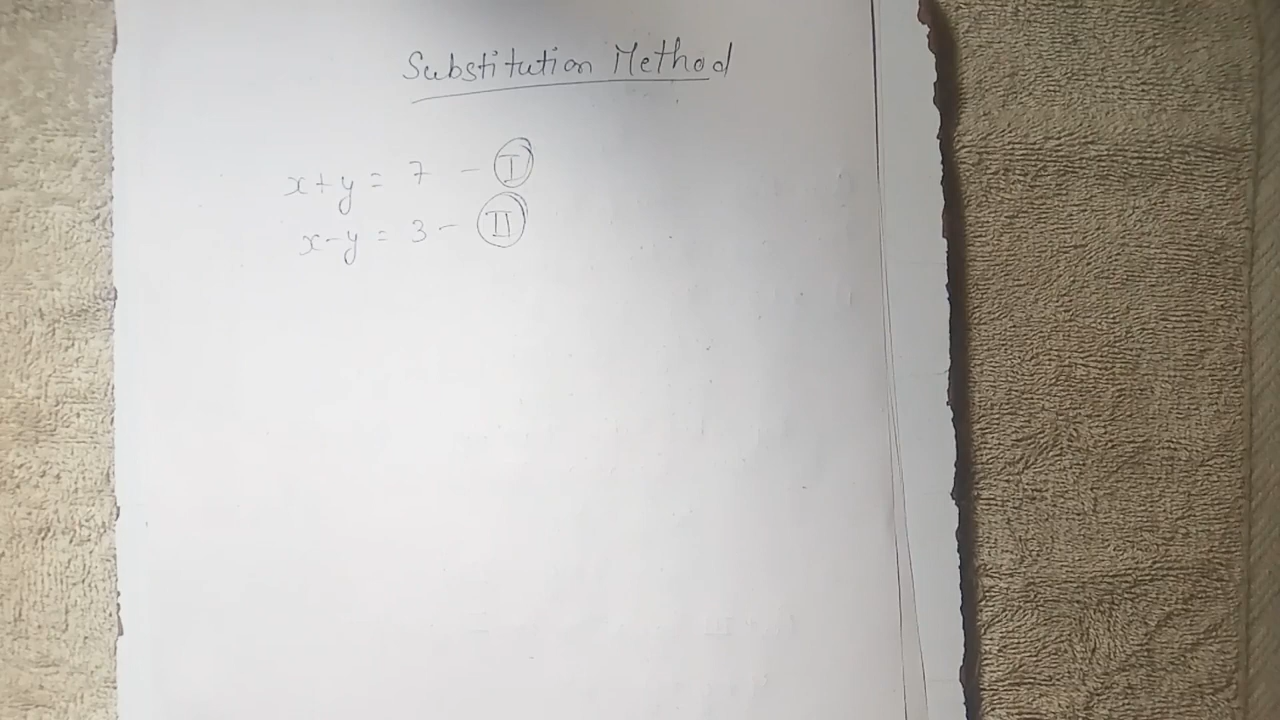 Substitution Method
x+y = 7 - I
x-y = 3 - II